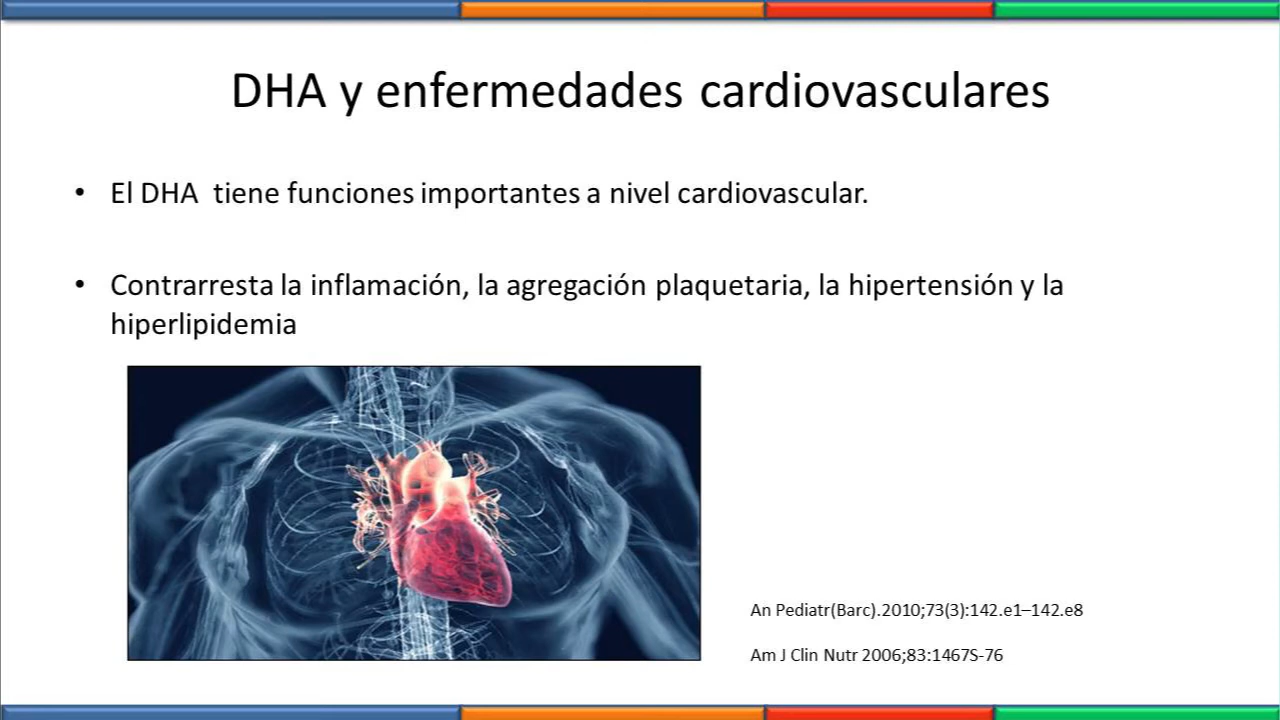 DHA y enfermedades cardiovasculares
• El DHA tiene funciones importantes a nivel cardiovascular.
• Contrarresta la inflamación, la agregación plaquetaria, la hipertensión y la
hiperlipidemia
An Pediatr(Barc).2010;73(3):142.e1–142.e8
Am J Clin Nutr 2006;83:1467S-76